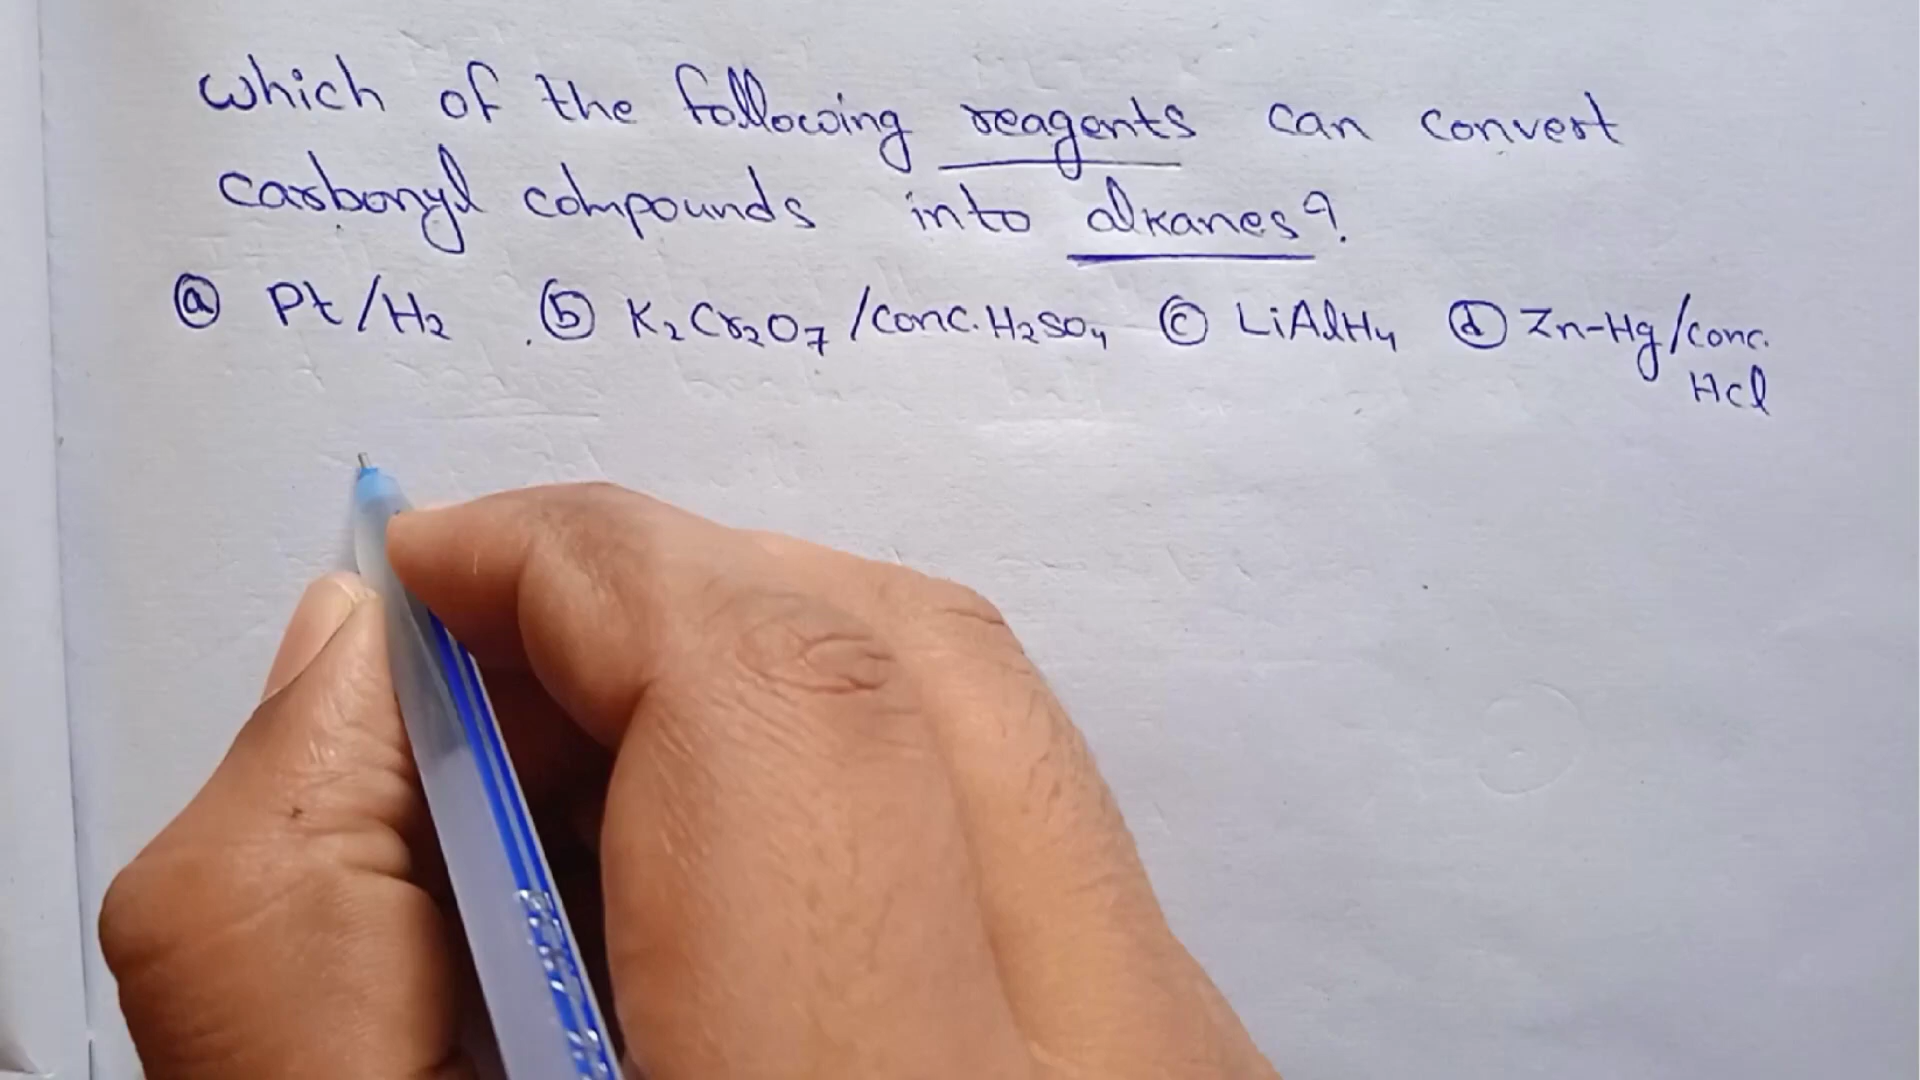 which of the following reagents can convert
carbonyl compounds into alkanes?
ⓐ Pt/H₂ . ⓑ K₂Cr₂O₇/conc.H₂SO₄ ⓒ LiAlH₄ ⓓ Zn-Hg/conc.
HCl